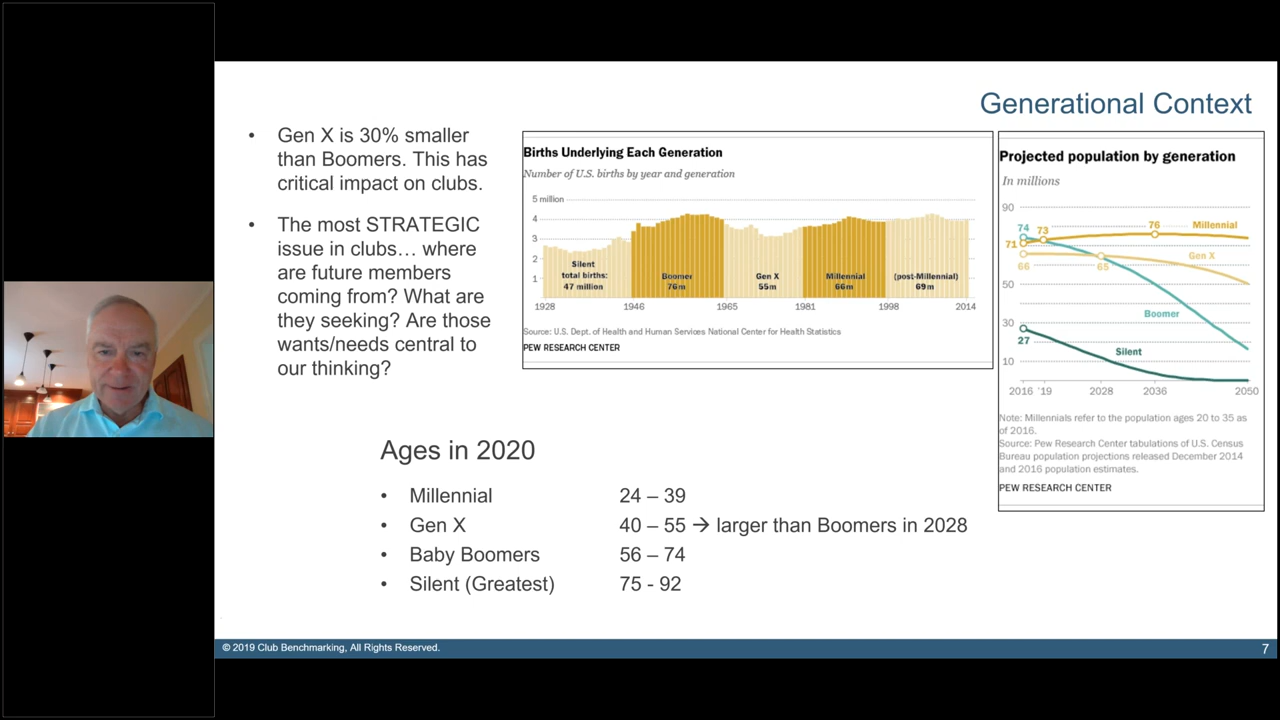 Generational Context
• Gen X is 30% smaller
than Boomers. This has
critical impact on clubs.
• The most STRATEGIC
issue in clubs… where
are future members
coming from? What are
they seeking? Are those
wants/needs central to
our thinking?
Births Underlying Each Generation
Number of U.S. births by year and generation
5 million
4
3
2
1
Silent
total births:
47 million
Boomer
76m
Gen X
55m
Millennial
66m
(post-Millennial)
69m
1928 1946 1965 1981 1998 2014
Source: U.S. Dept. of Health and Human Services National Center for Health Statistics
PEW RESEARCH CENTER
Projected population by generation
In millions
90
74 73 76 Millennial
71
66 65 Gen X
50
Boomer
30
27
Silent
10
2016 '19 2028 2036 2050
Note: Millennials refer to the population ages 20 to 35 as
of 2016.
Source: Pew Research Center tabulations of U.S. Census
Bureau population projections released December 2014
and 2016 population estimates.
PEW RESEARCH CENTER
Ages in 2020
• Millennial 24 – 39
• Gen X 40 – 55 → larger than Boomers in 2028
• Baby Boomers 56 – 74
• Silent (Greatest) 75 - 92
© 2019 Club Benchmarking, All Rights Reserved.
7